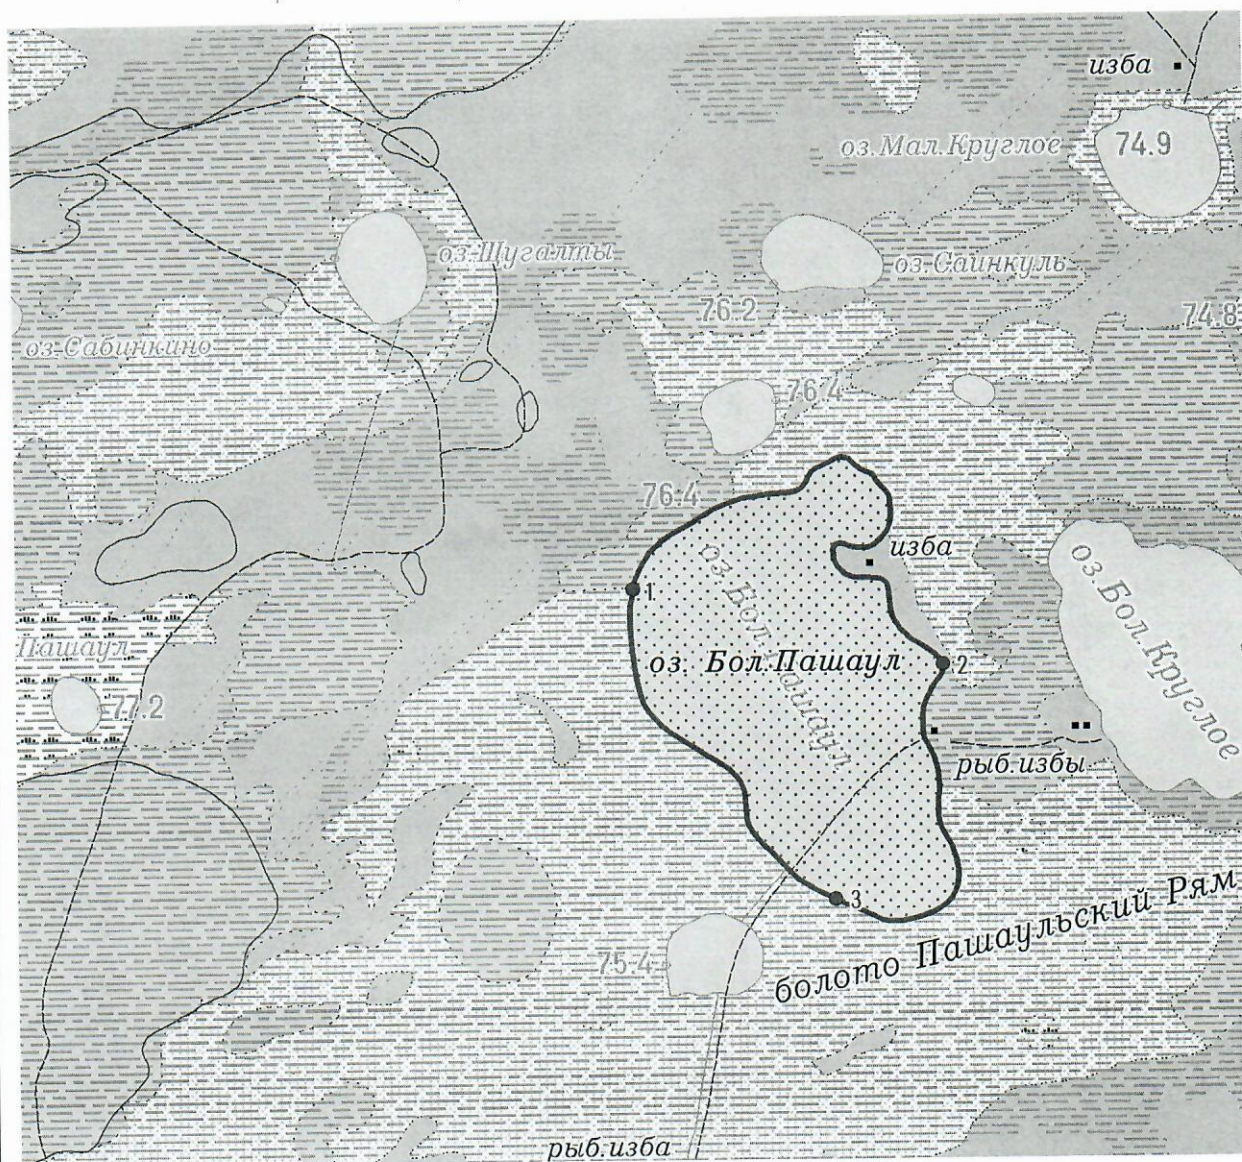 изба
оз. Мал. Круглое
74.9
оз. Щугалты
оз. Саинкуль
76.2
74.8
оз. Сабинкино
76.4
76.4
изба
1
оз. Бол. Пашаул
оз. Бол. Круглое
Пашаул
оз. Бол. Пашаул
2
77.2
рыб. избы
3
75.4
болото Пашаульский Рям
рыб. изба